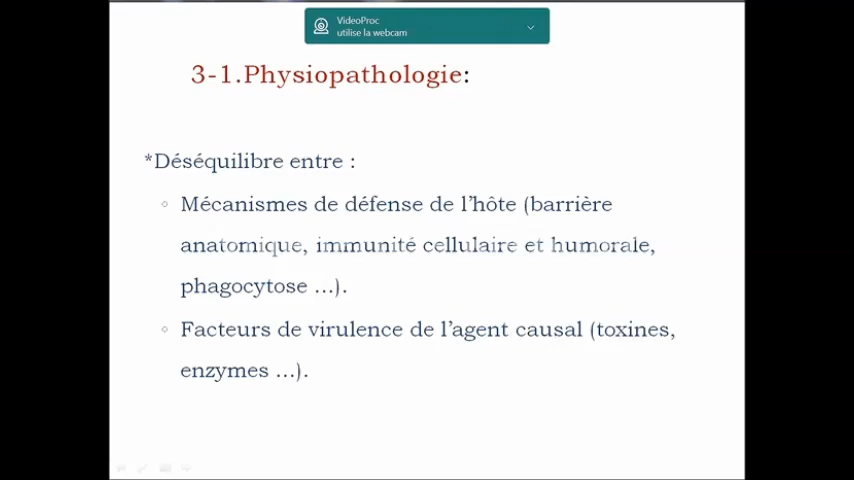 VideoProc
utilise la webcam
3-1.Physiopathologie:
*Déséquilibre entre :
Mécanismes de défense de l’hôte (barrière
anatomique, immunité cellulaire et humorale,
phagocytose ...).
Facteurs de virulence de l’agent causal (toxines,
enzymes ...).